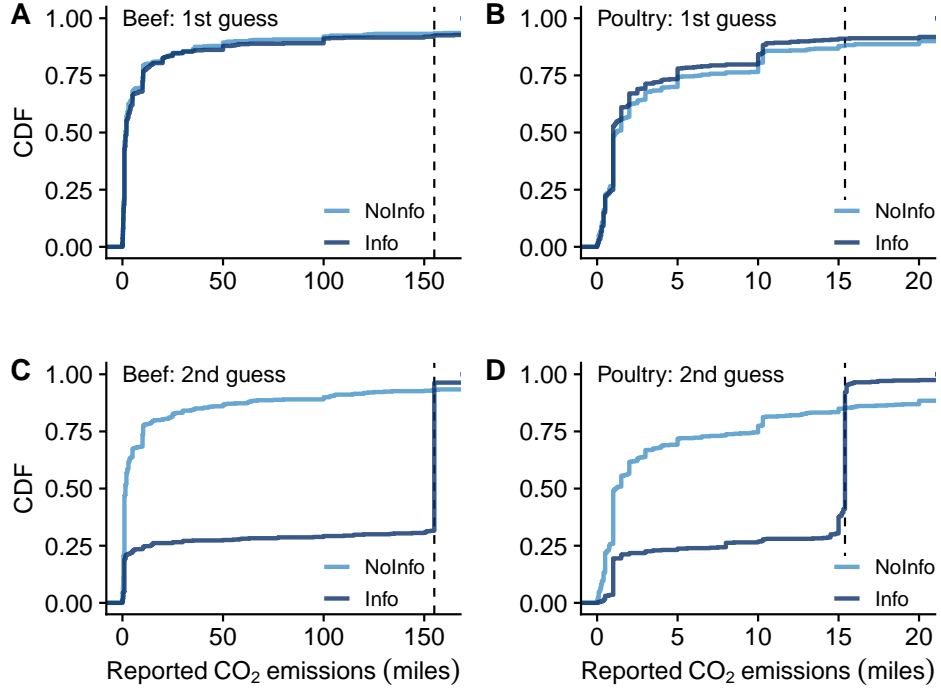 A
Beef: 1st guess
CDF
1.00
0.75
0.50
0.25
0.00
NoInfo
Info
0 50 100 150
B
Poultry: 1st guess
1.00
0.75
0.50
0.25
0.00
NoInfo
Info
0 5 10 15 20
C
Beef: 2nd guess
CDF
1.00
0.75
0.50
0.25
0.00
NoInfo
Info
0 50 100 150
Reported CO₂ emissions (miles)
D
Poultry: 2nd guess
1.00
0.75
0.50
0.25
0.00
NoInfo
Info
0 5 10 15 20
Reported CO₂ emissions (miles)